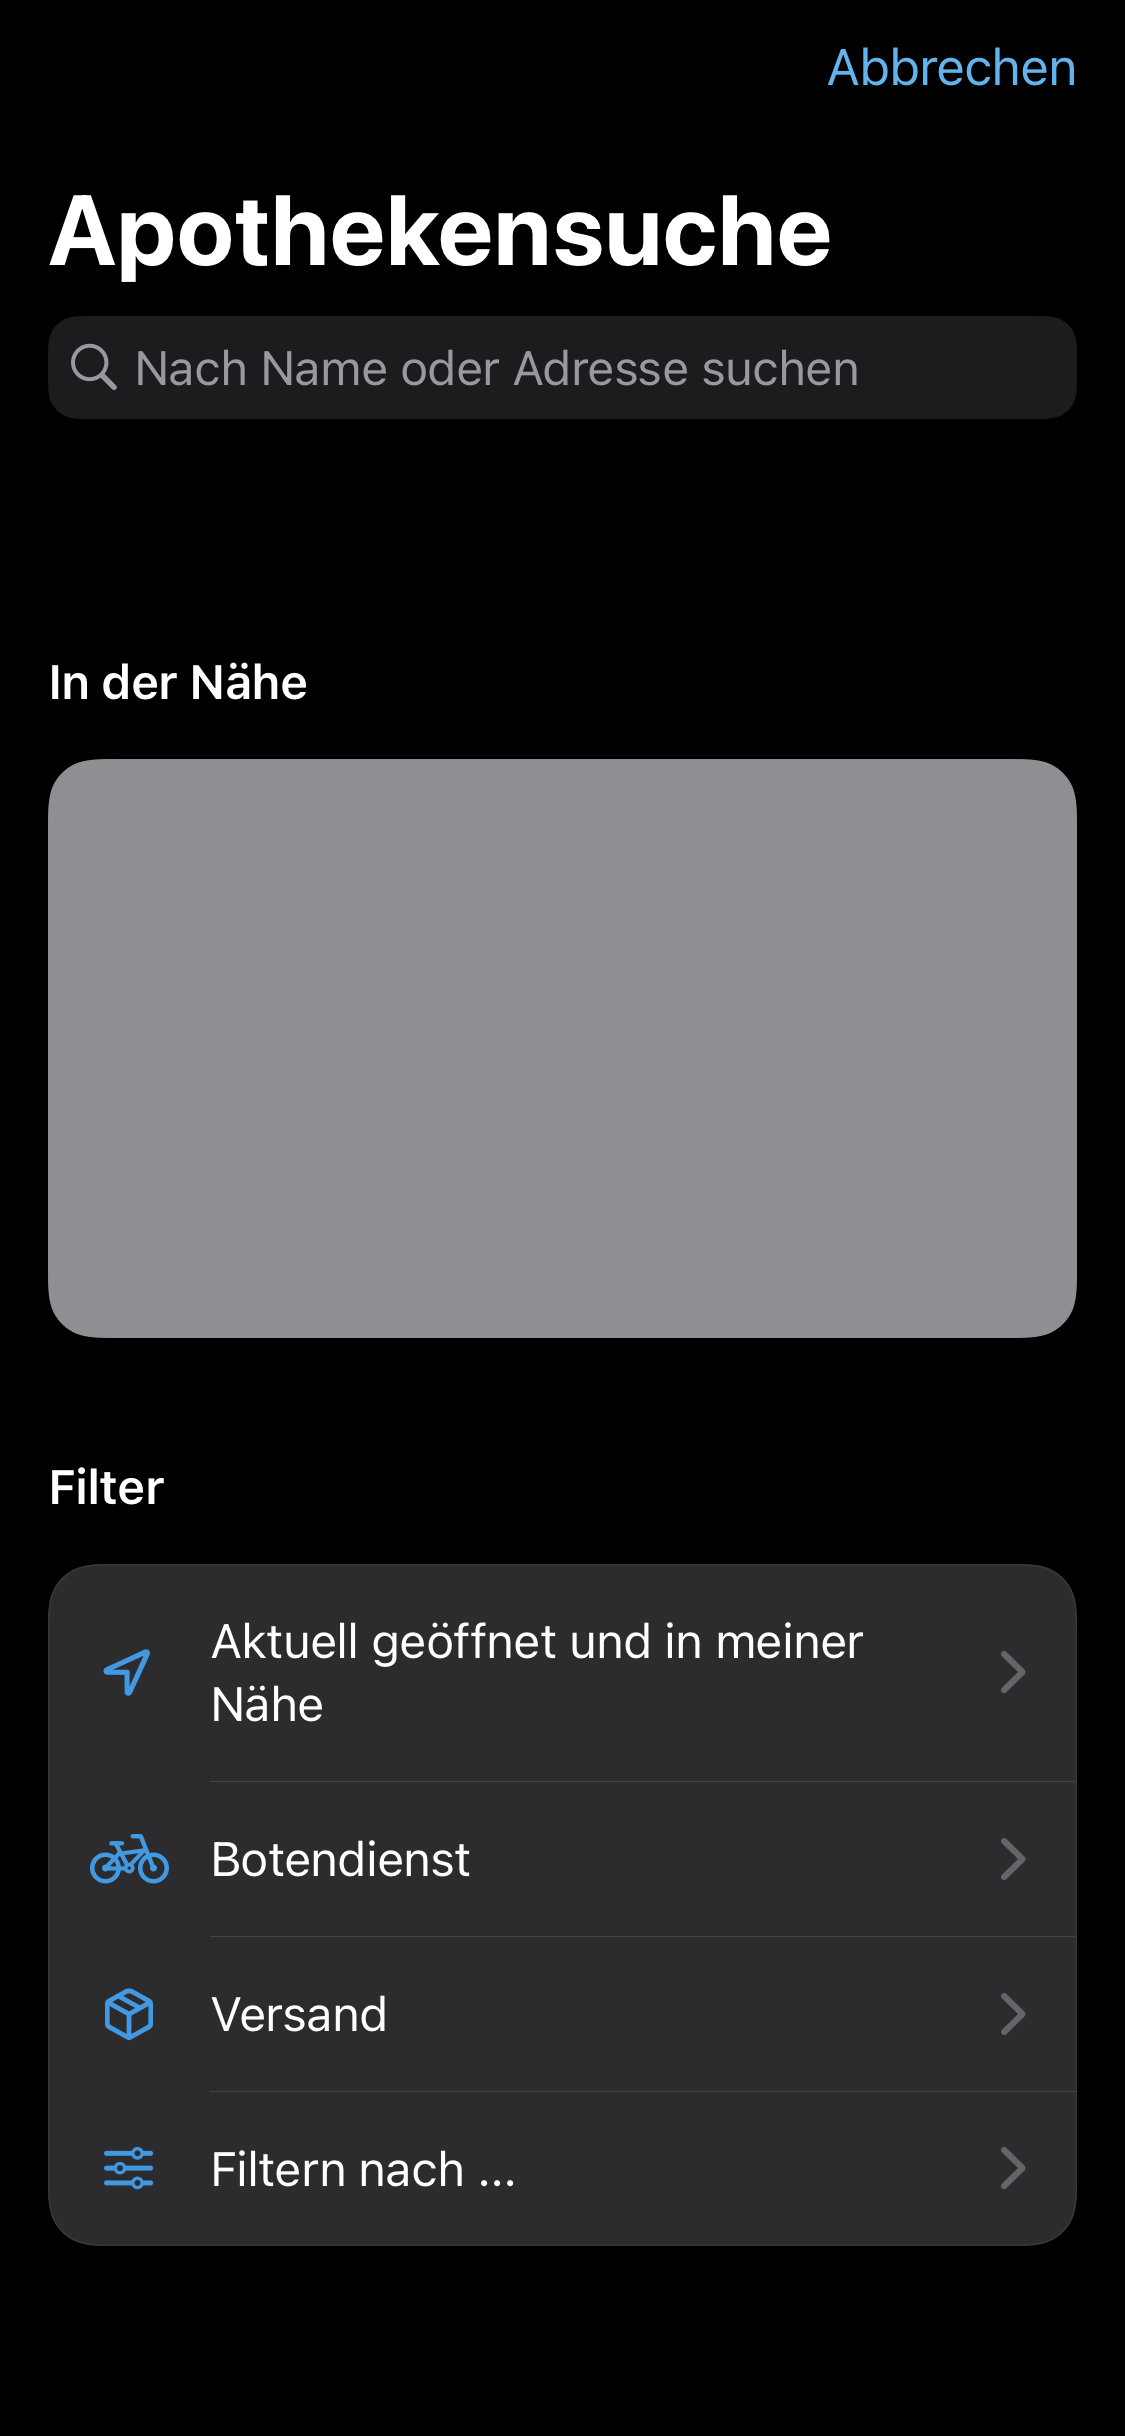 Abbrechen
Apothekensuche
Nach Name oder Adresse suchen
In der Nähe
Filter
Aktuell geöffnet und in meiner
Nähe
Botendienst
Versand
Filtern nach ...